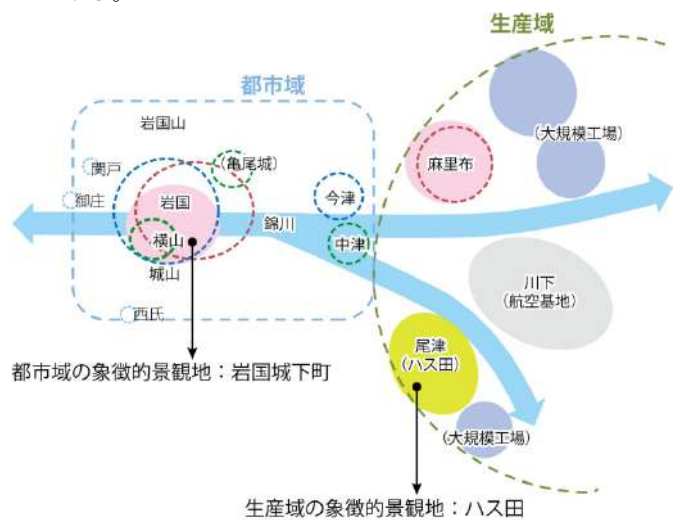 生産域
都市域
岩国山
(大規模工場)
関戸
(亀尾城)
麻里布
御庄
岩国
今津
錦川
横山
中津
城山
川下
(航空基地)
西氏
尾津
(ハス田)
都市域の象徴的景観地：岩国城下町
(大規模工場)
生産域の象徴的景観地：ハス田